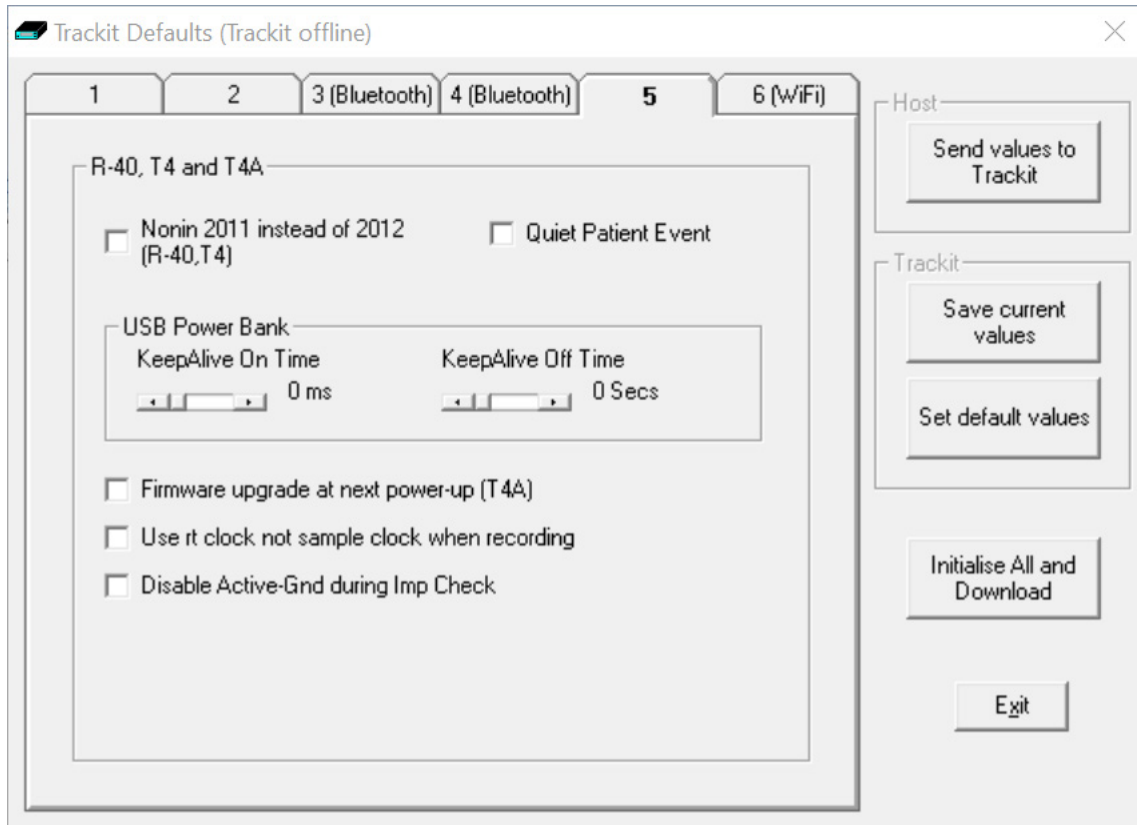 Trackit Defaults (Trackit offline)
1
2
3 (Bluetooth)
4 (Bluetooth)
5
6 (WiFi)
R-40, T4 and T4A
Nonin 2011 instead of 2012
(R-40,T4)
Quiet Patient Event
USB Power Bank
KeepAlive On Time
0 ms
KeepAlive Off Time
0 Secs
Firmware upgrade at next power-up (T4A)
Use rt clock not sample clock when recording
Disable Active-Gnd during Imp Check
Host
Send values to
Trackit
Trackit
Save current
values
Set default values
Initialise All and
Download
Exit